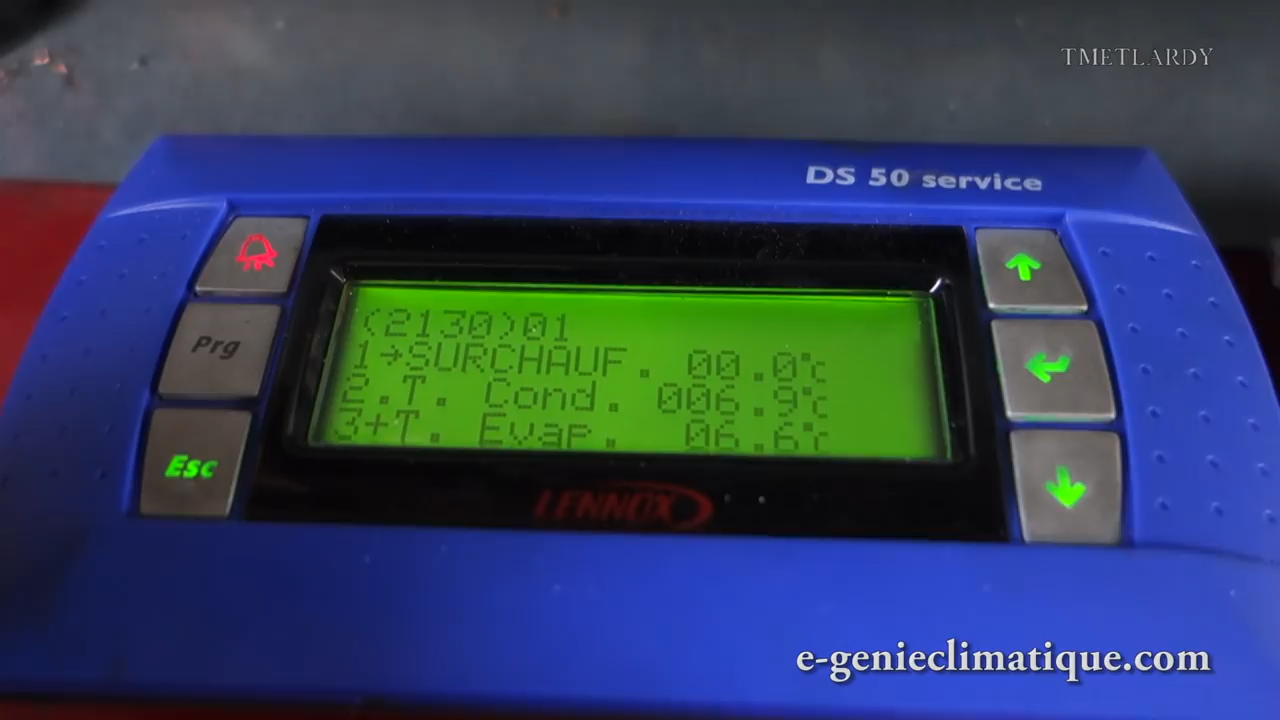 TMETLARDY
DS 50 service
Prg
Esc
(2130)01
1→SURCHAUF. 00.0°c
2.T. Cond. 006.9°c
3+T. Evap. 06.6°c
LENNOX
e-genieclimatique.com